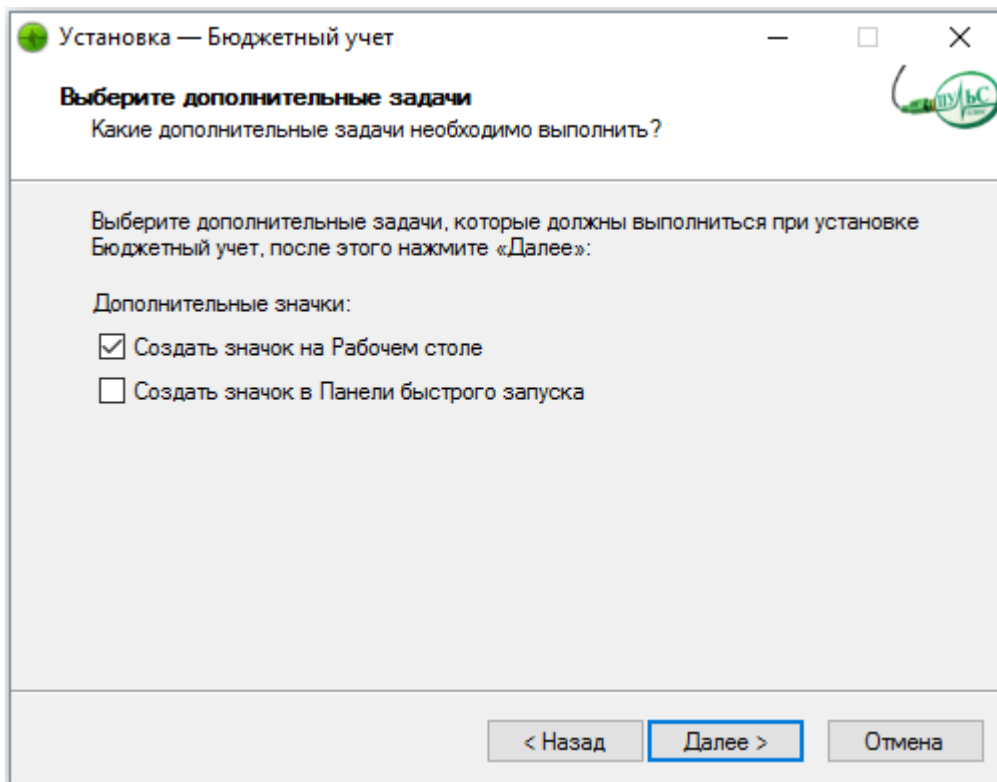 Установка — Бюджетный учет
Выберите дополнительные задачи
Какие дополнительные задачи необходимо выполнить?
Выберите дополнительные задачи, которые должны выполниться при установке
Бюджетный учет, после этого нажмите «Далее»:
Дополнительные значки:
Создать значок на Рабочем столе
Создать значок в Панели быстрого запуска
< Назад
Далее >
Отмена